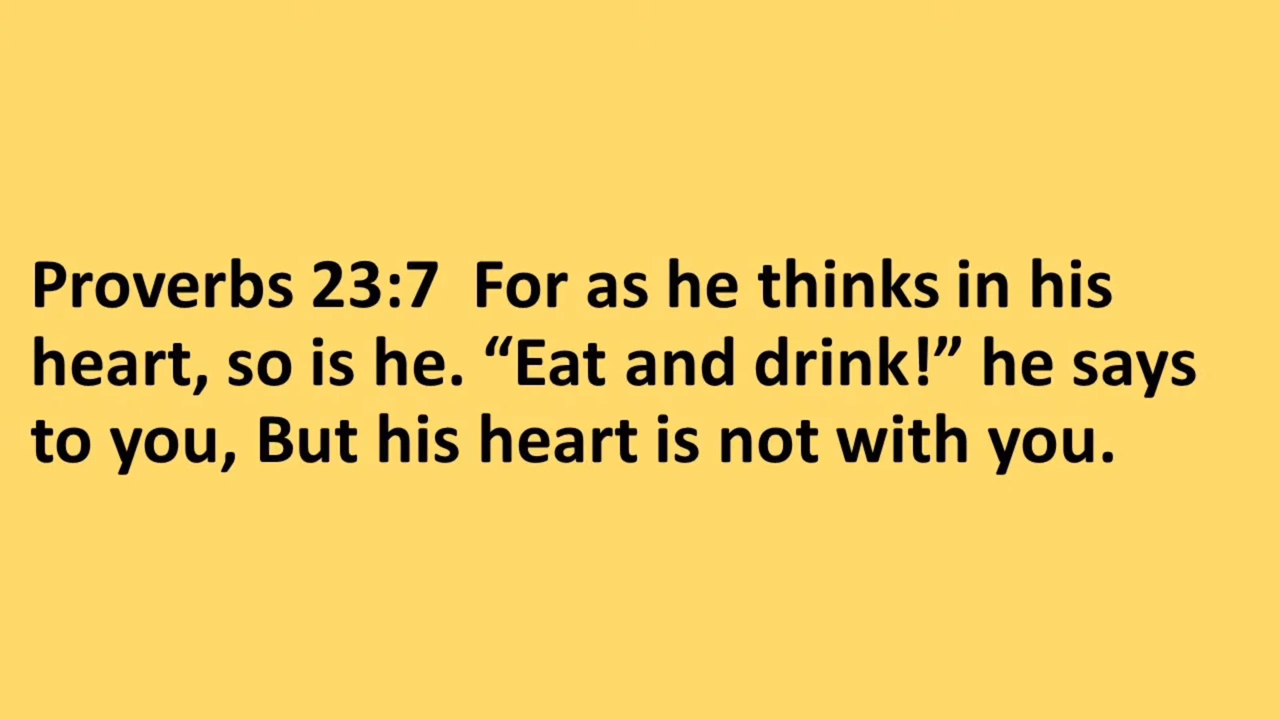 Proverbs 23:7  For as he thinks in his
heart, so is he. “Eat and drink!” he says
to you, But his heart is not with you.